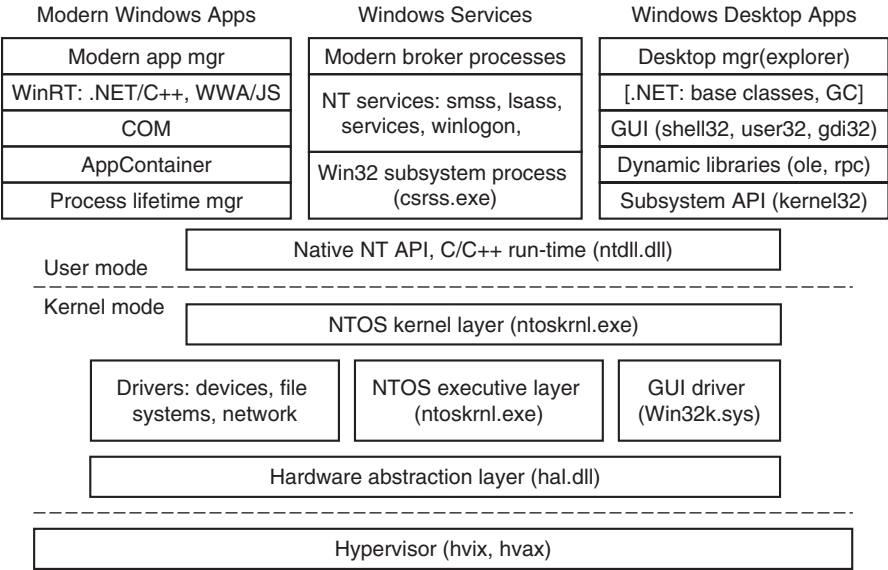 Modern Windows Apps
Modern app mgr
WinRT: .NET/C++, WWA/JS
COM
AppContainer
Process lifetime mgr
Windows Services
Modern broker processes
NT services: smss, lsass,
services, winlogon,
Win32 subsystem process
(csrss.exe)
Windows Desktop Apps
Desktop mgr(explorer)
[.NET: base classes, GC]
GUI (shell32, user32, gdi32)
Dynamic libraries (ole, rpc)
Subsystem API (kernel32)
Native NT API, C/C++ run-time (ntdll.dll)
User mode
Kernel mode
NTOS kernel layer (ntoskrnl.exe)
Drivers: devices, file
systems, network
NTOS executive layer
(ntoskrnl.exe)
GUI driver
(Win32k.sys)
Hardware abstraction layer (hal.dll)
Hypervisor (hvix, hvax)